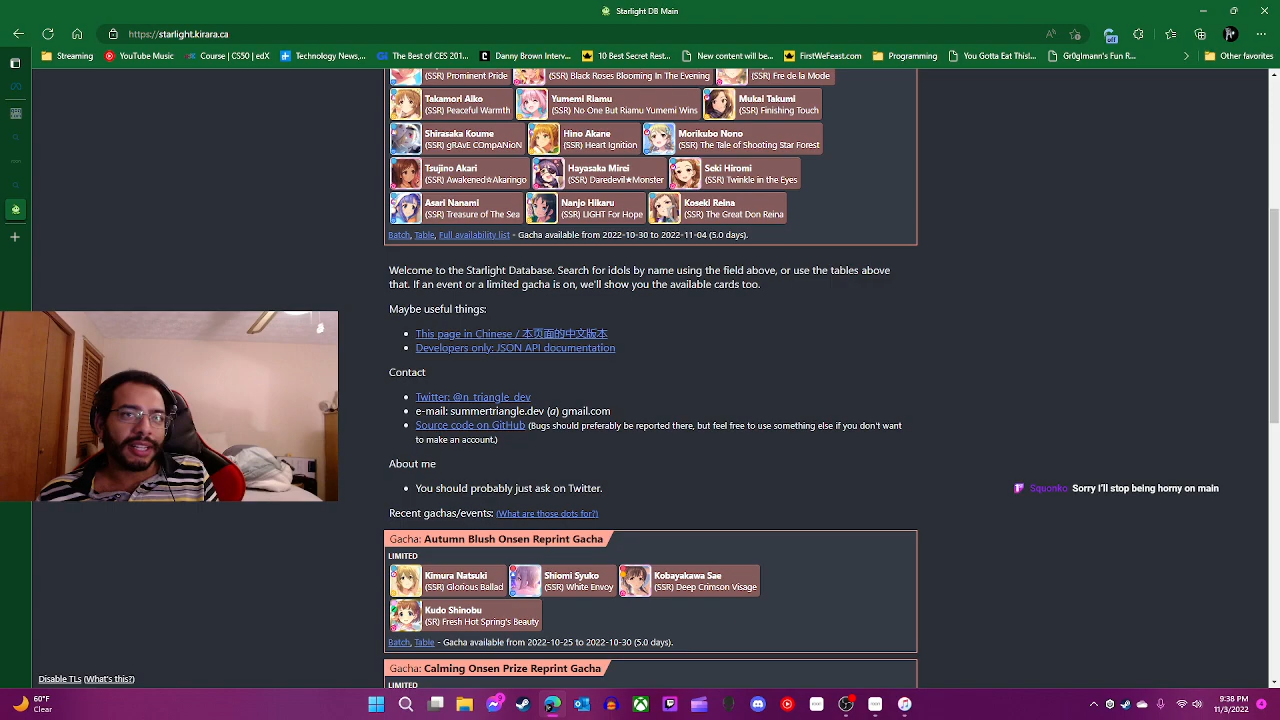 Starlight DB Main
https://starlight.kirara.ca
Streaming
YouTube Music
Course | CS50 | edX
Technology News,...
The Best of CES 201...
Danny Brown Interv...
10 Best Secret Rest...
New content will be...
FirstWeFeast.com
Programming
You Gotta Eat This!...
Gr0g1mann's Fun R...
Other favorites
(SSR) Prominent Pride
(SSR) Black Roses Blooming In The Evening
(SSR) Fre de la Mode
Takamori Aiko
(SSR) Peaceful Warmth
Yumemi Riamu
(SSR) No One But Riamu Yumemi Wins
Mukai Takumi
(SSR) Finishing Touch
Shirasaka Koume
(SSR) gRAvE COmpANioN
Hino Akane
(SSR) Heart Ignition
Morikubo Nono
(SSR) The Tale of Shooting Star Forest
Tsujino Akari
(SSR) Awakened☆Akaringo
Hayasaka Mirei
(SSR) Daredevil★Monster
Seki Hiromi
(SSR) Twinkle in the Eyes
Asari Nanami
(SSR) Treasure of The Sea
Nanjo Hikaru
(SSR) LIGHT For Hope
Koseki Reina
(SSR) The Great Don Reina
Batch, Table, Full availability list - Gacha available from 2022-10-30 to 2022-11-04 (5.0 days).
Welcome to the Starlight Database. Search for idols by name using the field above, or use the tables above
that. If an event or a limited gacha is on, we'll show you the available cards too.
Maybe useful things:
This page in Chinese / 本页面的中文版本
Developers only: JSON API documentation
Contact
Twitter: @n_triangle_dev
e-mail: summertriangle.dev (a) gmail.com
Source code on GitHub (Bugs should preferably be reported there, but feel free to use something else if you don't
want to make an account.)
About me
You should probably just ask on Twitter.
Squonko Sorry I'll stop being horny on main
Recent gachas/events: (What are those dots for?)
Gacha: Autumn Blush Onsen Reprint Gacha
LIMITED
Kimura Natsuki
(SSR) Glorious Ballad
Shiomi Syuko
(SSR) White Envoy
Kobayakawa Sae
(SSR) Deep Crimson Visage
Kudo Shinobu
(SR) Fresh Hot Spring's Beauty
Batch, Table - Gacha available from 2022-10-25 to 2022-10-30 (5.0 days).
Gacha: Calming Onsen Prize Reprint Gacha
LIMITED
Disable TLs (What's this?)
60°F
Clear
9:38 PM
11/3/2022